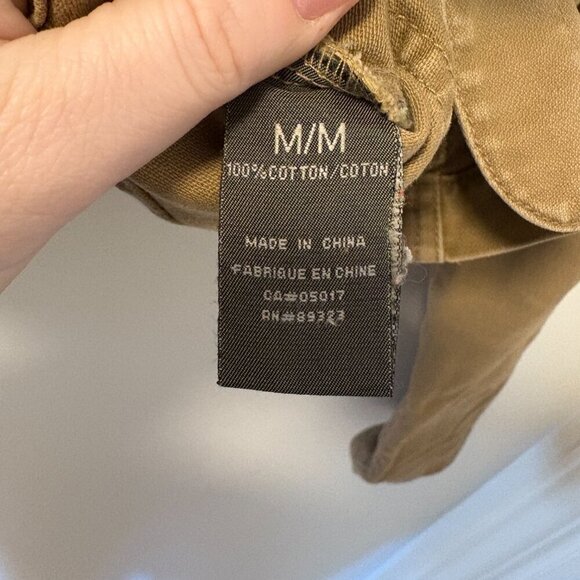 M/M
100%COTTON/COTON
MADE IN CHINA
FABRIQUE EN CHINE
CA#05017
RN#89323